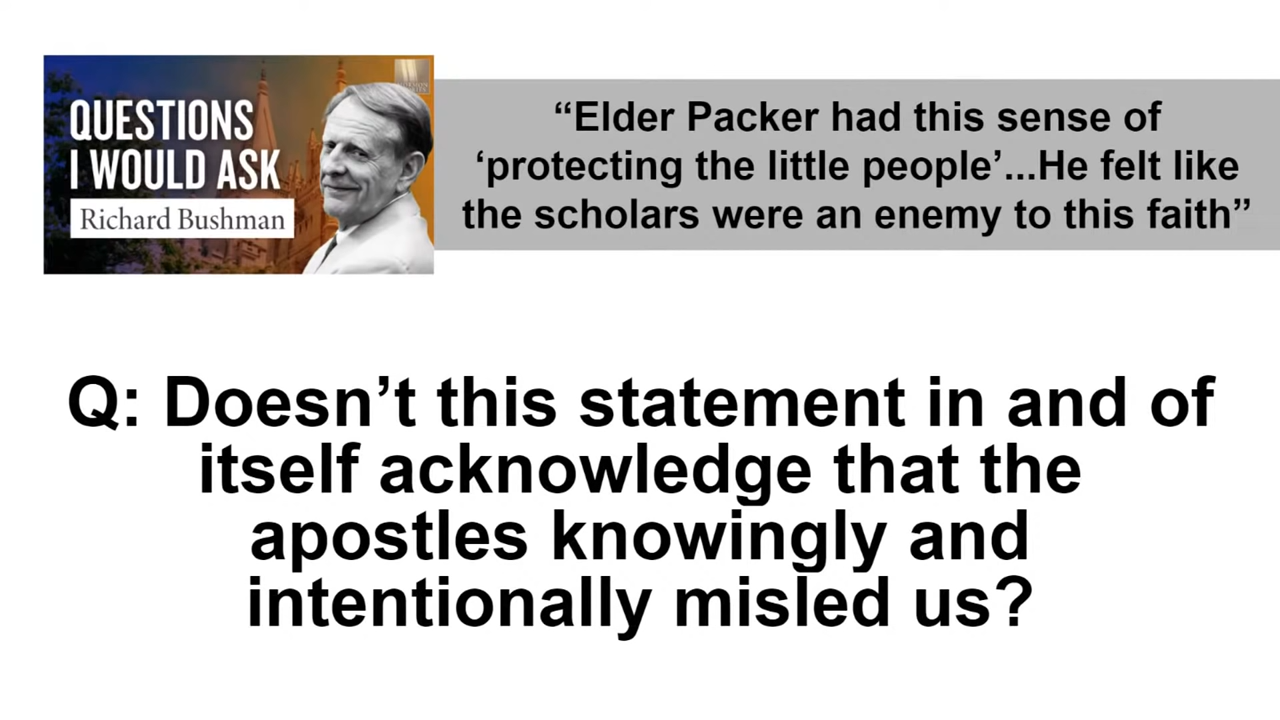 QUESTIONS
I WOULD ASK
Richard Bushman
“Elder Packer had this sense of
‘protecting the little people’...He felt like
the scholars were an enemy to this faith”
Q: Doesn’t this statement in and of
itself acknowledge that the
apostles knowingly and
intentionally misled us?